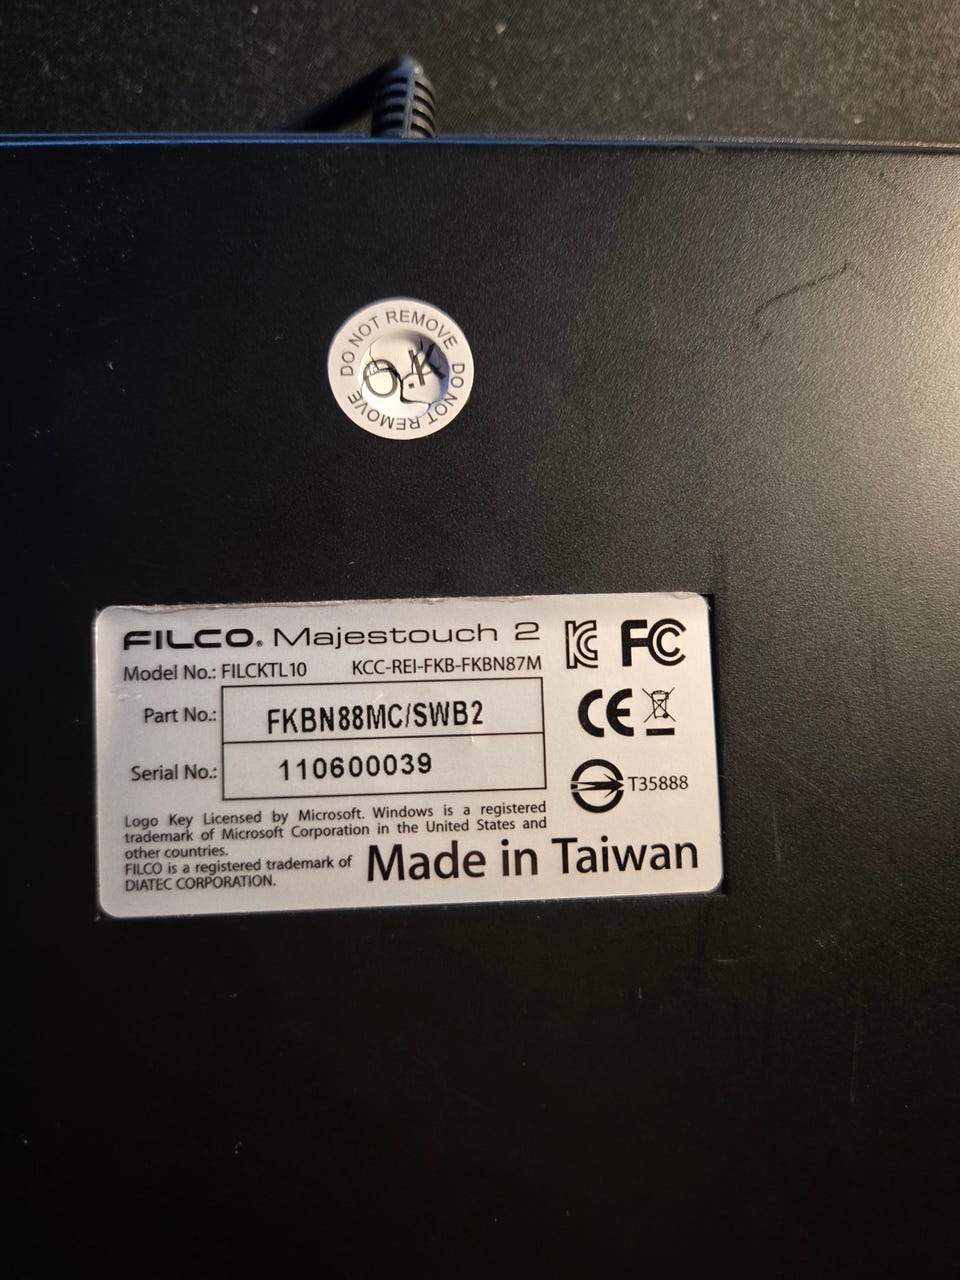 DO NOT REMOVE DO NOT REMOVE
O.K
FILCO. Majestouch 2
Model No.: FILCKTL10 KCC-REI-FKB-FKBN87M
Part No.: FKBN88MC/SWB2
Serial No.: 110600039
FC
CE
T35888
Logo Key Licensed by Microsoft. Windows is a registered
trademark of Microsoft Corporation in the United States and
other countries.
FILCO is a registered trademark of
DIATEC CORPORATION.
Made in Taiwan